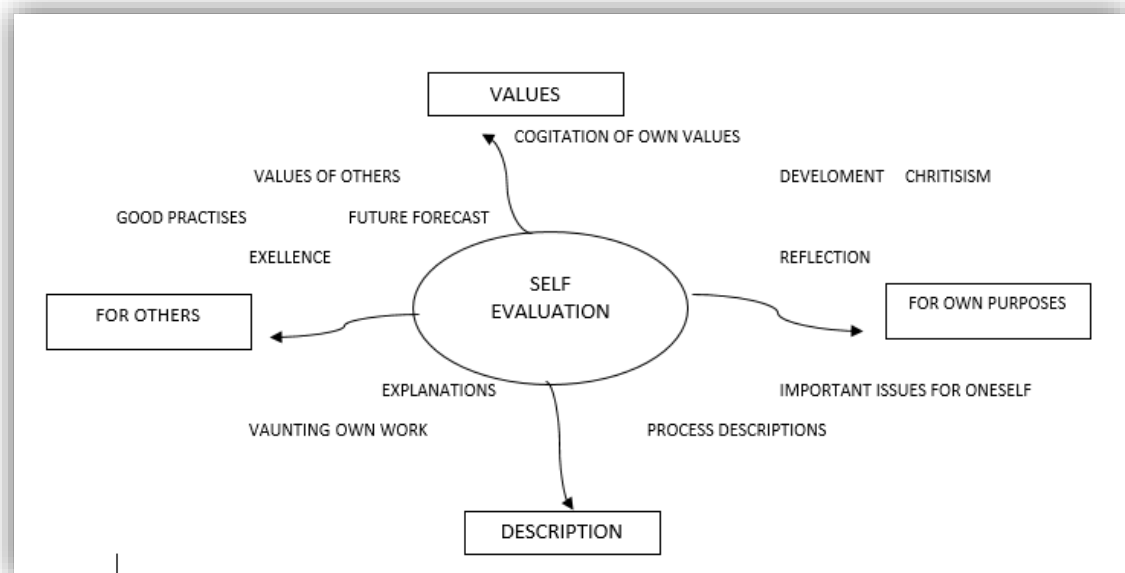 VALUES
COGITATION OF OWN VALUES
VALUES OF OTHERS
DEVELOMENT CHRITISISM
GOOD PRACTISES FUTURE FORECAST
EXELLENCE
REFLECTION
SELF
EVALUATION
FOR OTHERS
FOR OWN PURPOSES
EXPLANATIONS
IMPORTANT ISSUES FOR ONESELF
VAUNTING OWN WORK
PROCESS DESCRIPTIONS
DESCRIPTION